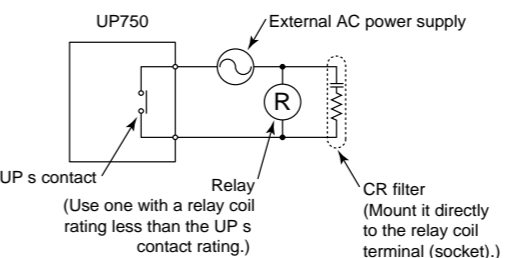 UP750
External AC power supply
R
UP s contact
Relay
(Use one with a relay coil
rating less than the UP s
contact rating.)
CR filter
(Mount it directly
to the relay coil
terminal (socket).)